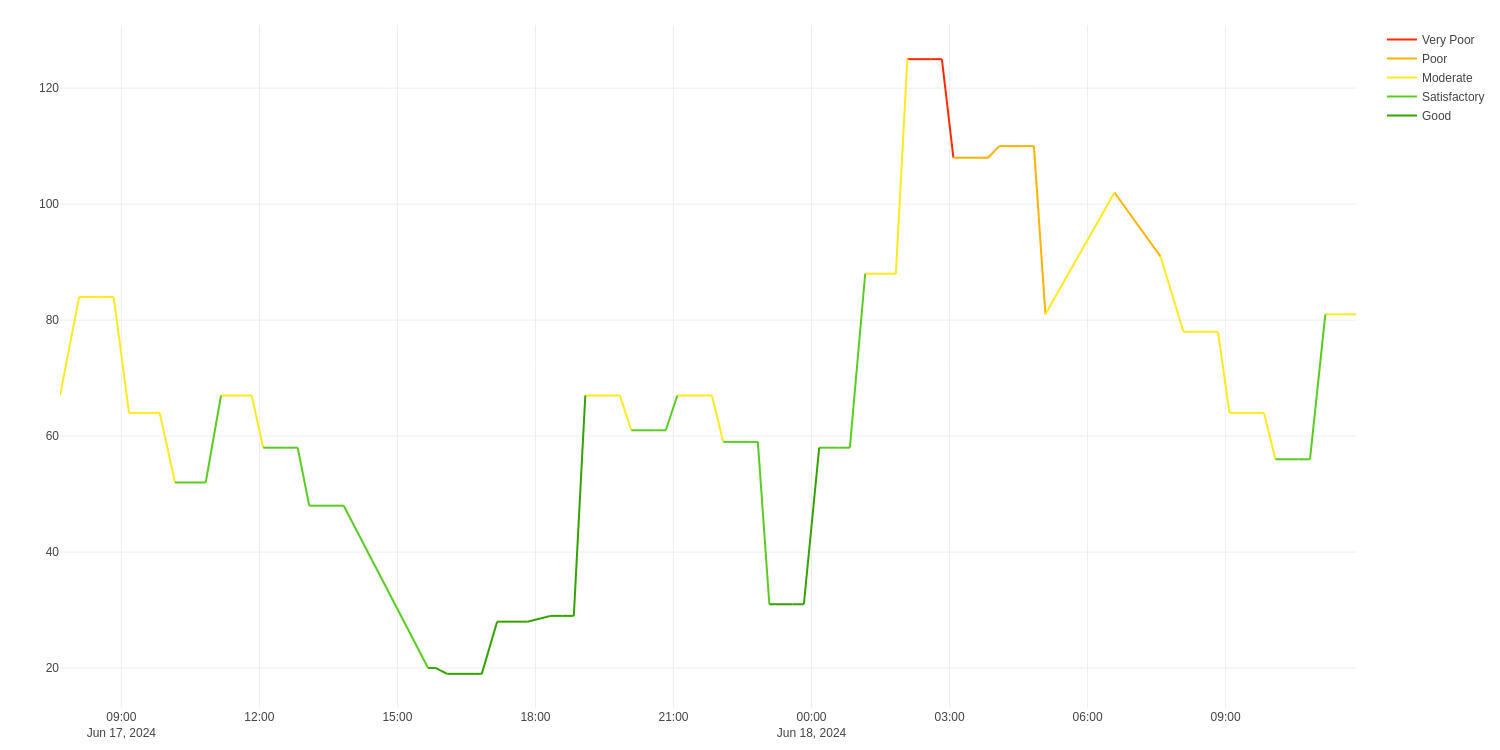 120
100
80
60
40
20
09:00
Jun 17, 2024
12:00
15:00
18:00
21:00
00:00
Jun 18, 2024
03:00
06:00
09:00
Very Poor
Poor
Moderate
Satisfactory
Good